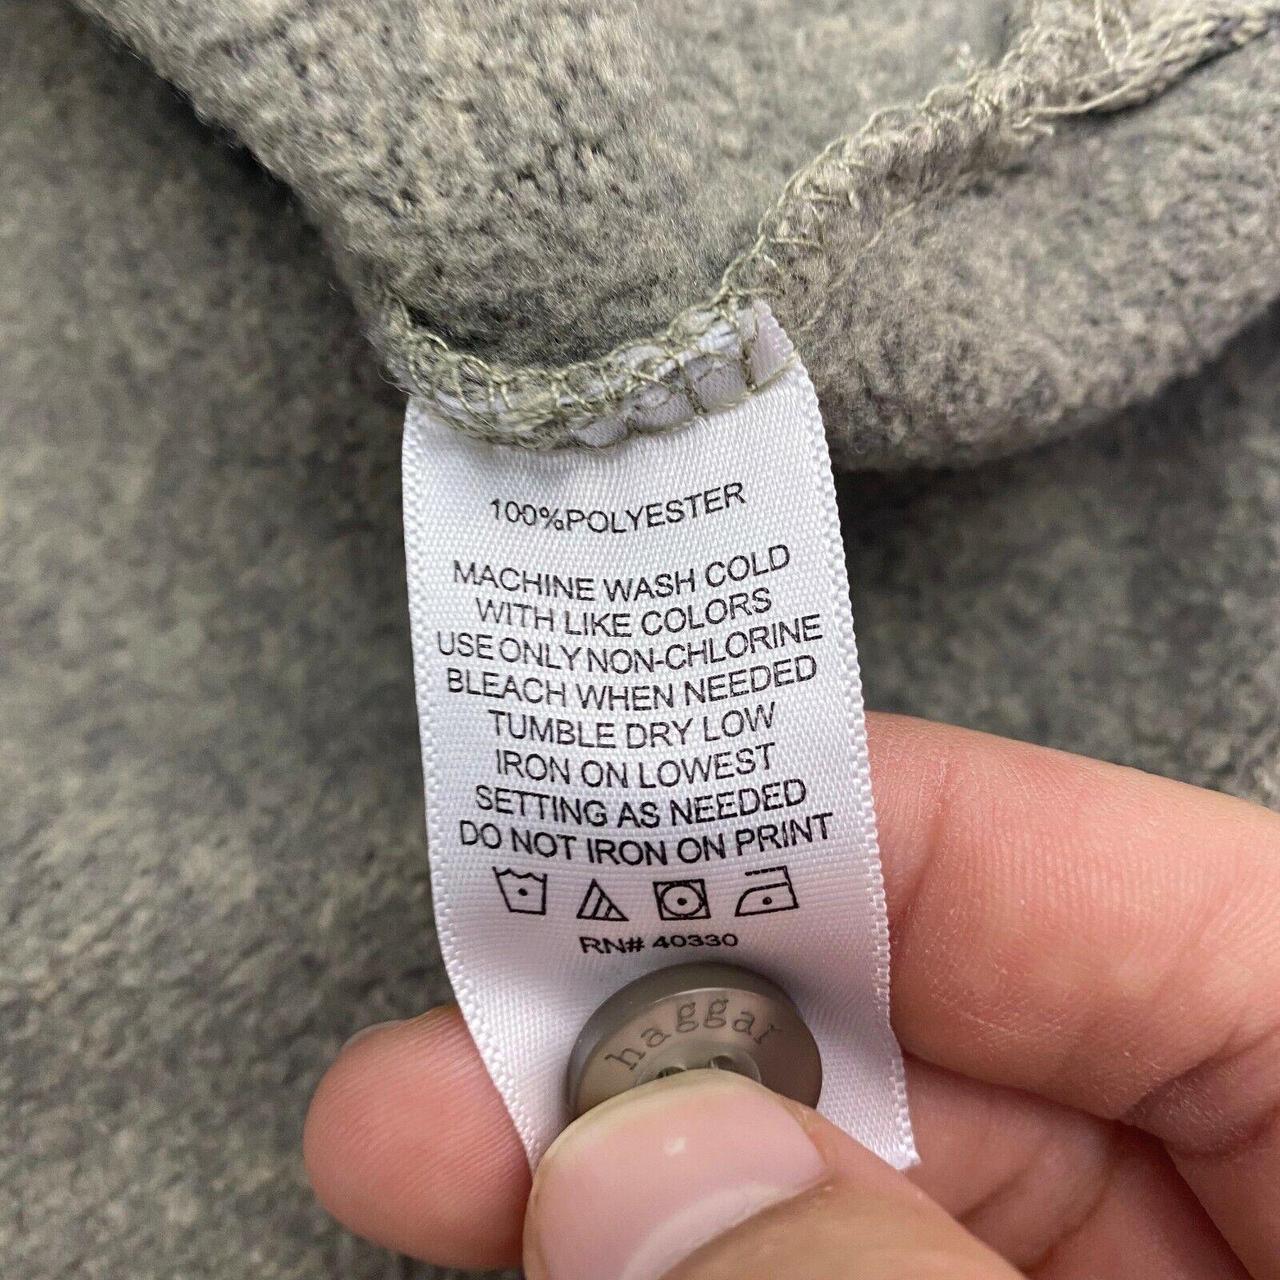 100%POLYESTER
MACHINE WASH COLD
WITH LIKE COLORS
USE ONLY NON-CHLORINE
BLEACH WHEN NEEDED
TUMBLE DRY LOW
IRON ON LOWEST
SETTING AS NEEDED
DO NOT IRON ON PRINT
RN# 40330
haggar